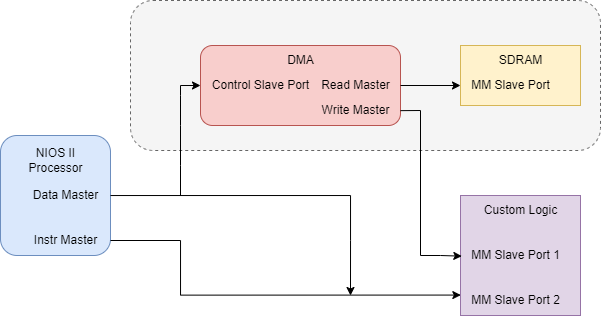 DMA
Control Slave Port
Read Master
Write Master
SDRAM
MM Slave Port
NIOS II
Processor
Data Master
Instr Master
Custom Logic
MM Slave Port 1
MM Slave Port 2